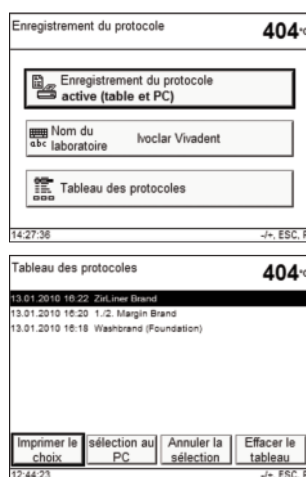 Enregistrement du protocole
404°
Enregistrement du protocole
active (table et PC)
abc
Nom du
laboratoire
Ivoclar Vivadent
Tableau des protocoles
14:27:36
-/+, ESC,
Tableau des protocoles
404°
13.01.2010 16:22 ZirLiner Brand
13.01.2010 16:20 1./2. Margin Brand
13.01.2010 16:18 Washbrand (Foundation)
Imprimer le
choix
sélection au
PC
Annuler la
sélection
Effacer le
tableau
12:44:23
-/+, ESC,